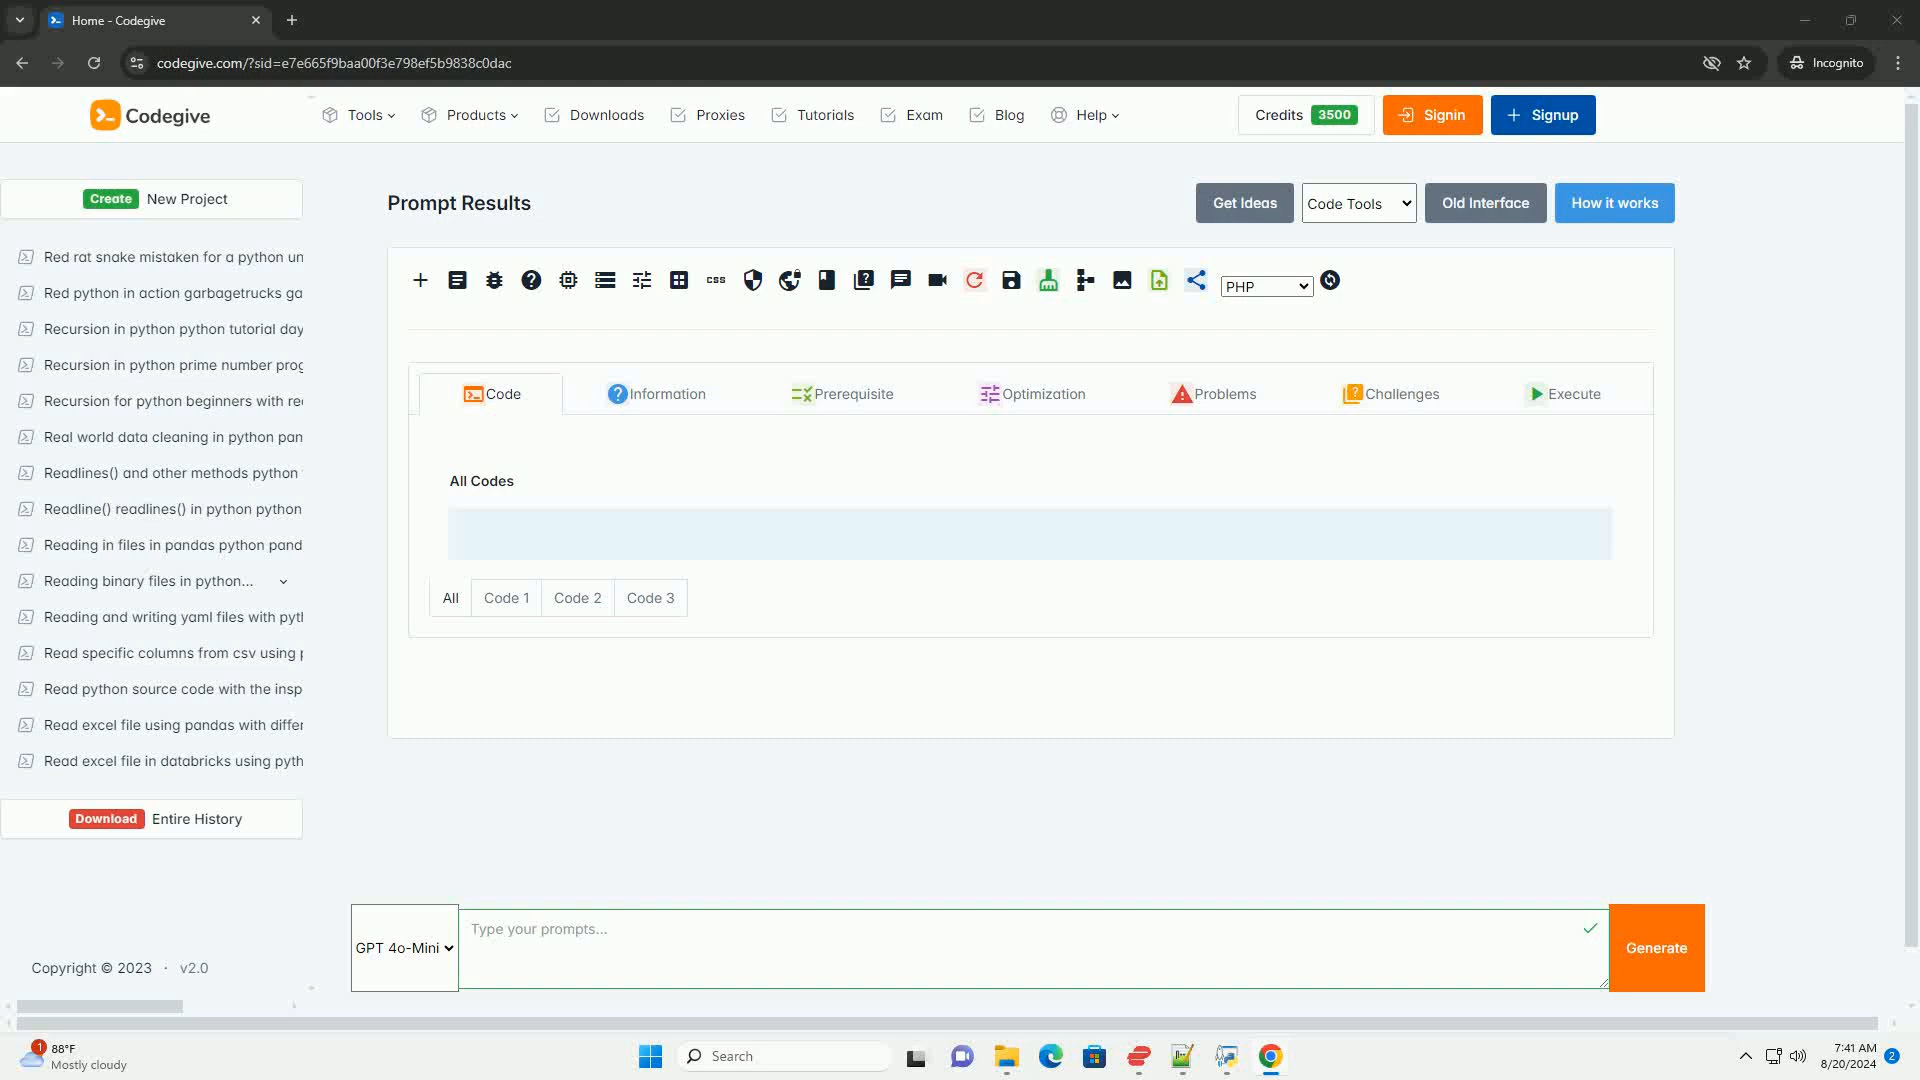 Home - Codegive
codegive.com/?sid=e7e665f9baa00f3e798ef5b9838c0dac
Incognito
Codegive
Tools
Products
Downloads
Proxies
Tutorials
Exam
Blog
Help
Credits 3500
Signin
Signup
Create New Project
Red rat snake mistaken for a python un
Red python in action garbagetrucks ga
Recursion in python python tutorial day
Recursion in python prime number prog
Recursion for python beginners with re
Real world data cleaning in python pan
Readlines() and other methods python
Readline() readlines() in python python
Reading in files in pandas python pand
Reading binary files in python...
Reading and writing yaml files with pyth
Read specific columns from csv using p
Read python source code with the insp
Read excel file using pandas with differ
Read excel file in databricks using pyth
Download Entire History
Copyright © 2023 · v2.0
Prompt Results
Get Ideas
Code Tools
Old Interface
How it works
css
PHP
Code
Information
Prerequisite
Optimization
Problems
Challenges
Execute
All Codes
All
Code 1
Code 2
Code 3
GPT 4o-Mini
Type your prompts...
Generate
1
88°F
Mostly cloudy
Search
7:41 AM
8/20/2024
2